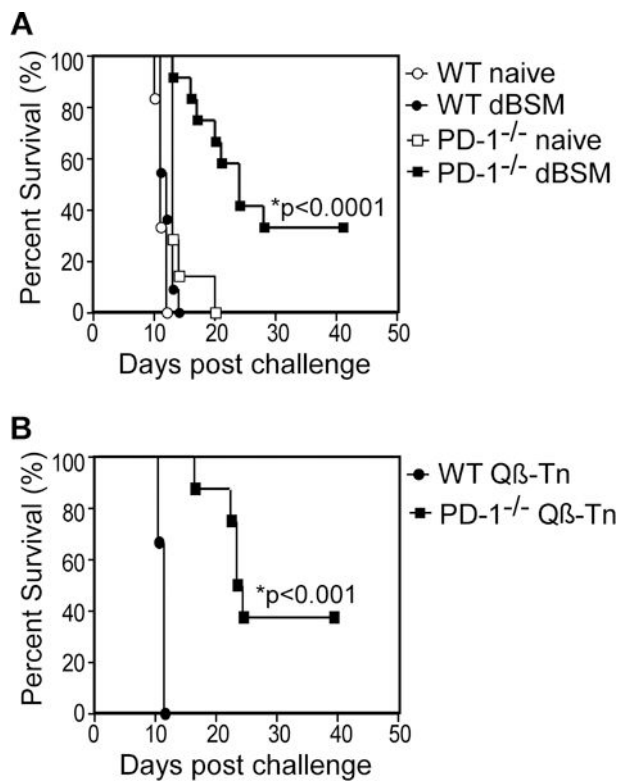 A
Percent Survival (%)
100
80
60
40
20
0
0 10 20 30 40 50
Days post challenge
*p<0.0001
WT naive
WT dBSM
PD-1-/- naive
PD-1-/- dBSM
B
Percent Survival (%)
100
80
60
40
20
0
0 10 20 30 40 50
Days post challenge
*p<0.001
WT Qß-Tn
PD-1-/- Qß-Tn